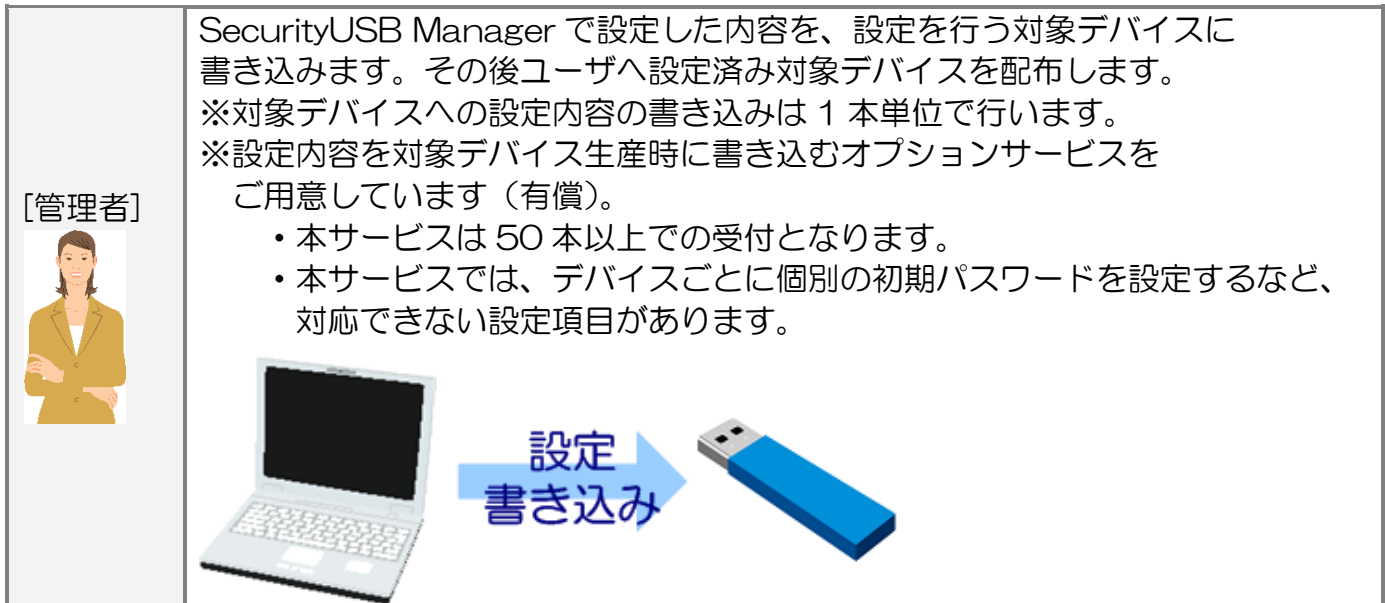 [管理者]
SecurityUSB Manager で設定した内容を、設定を行う対象デバイスに
書き込みます。その後ユーザへ設定済み対象デバイスを配布します。
※対象デバイスへの設定内容の書き込みは 1 本単位で行います。
※設定内容を対象デバイス生産時に書き込むオプションサービスを
ご用意しています（有償）。
・本サービスは 50 本以上での受付となります。
・本サービスでは、デバイスごとに個別の初期パスワードを設定するなど、
対応できない設定項目があります。
設定
書き込み